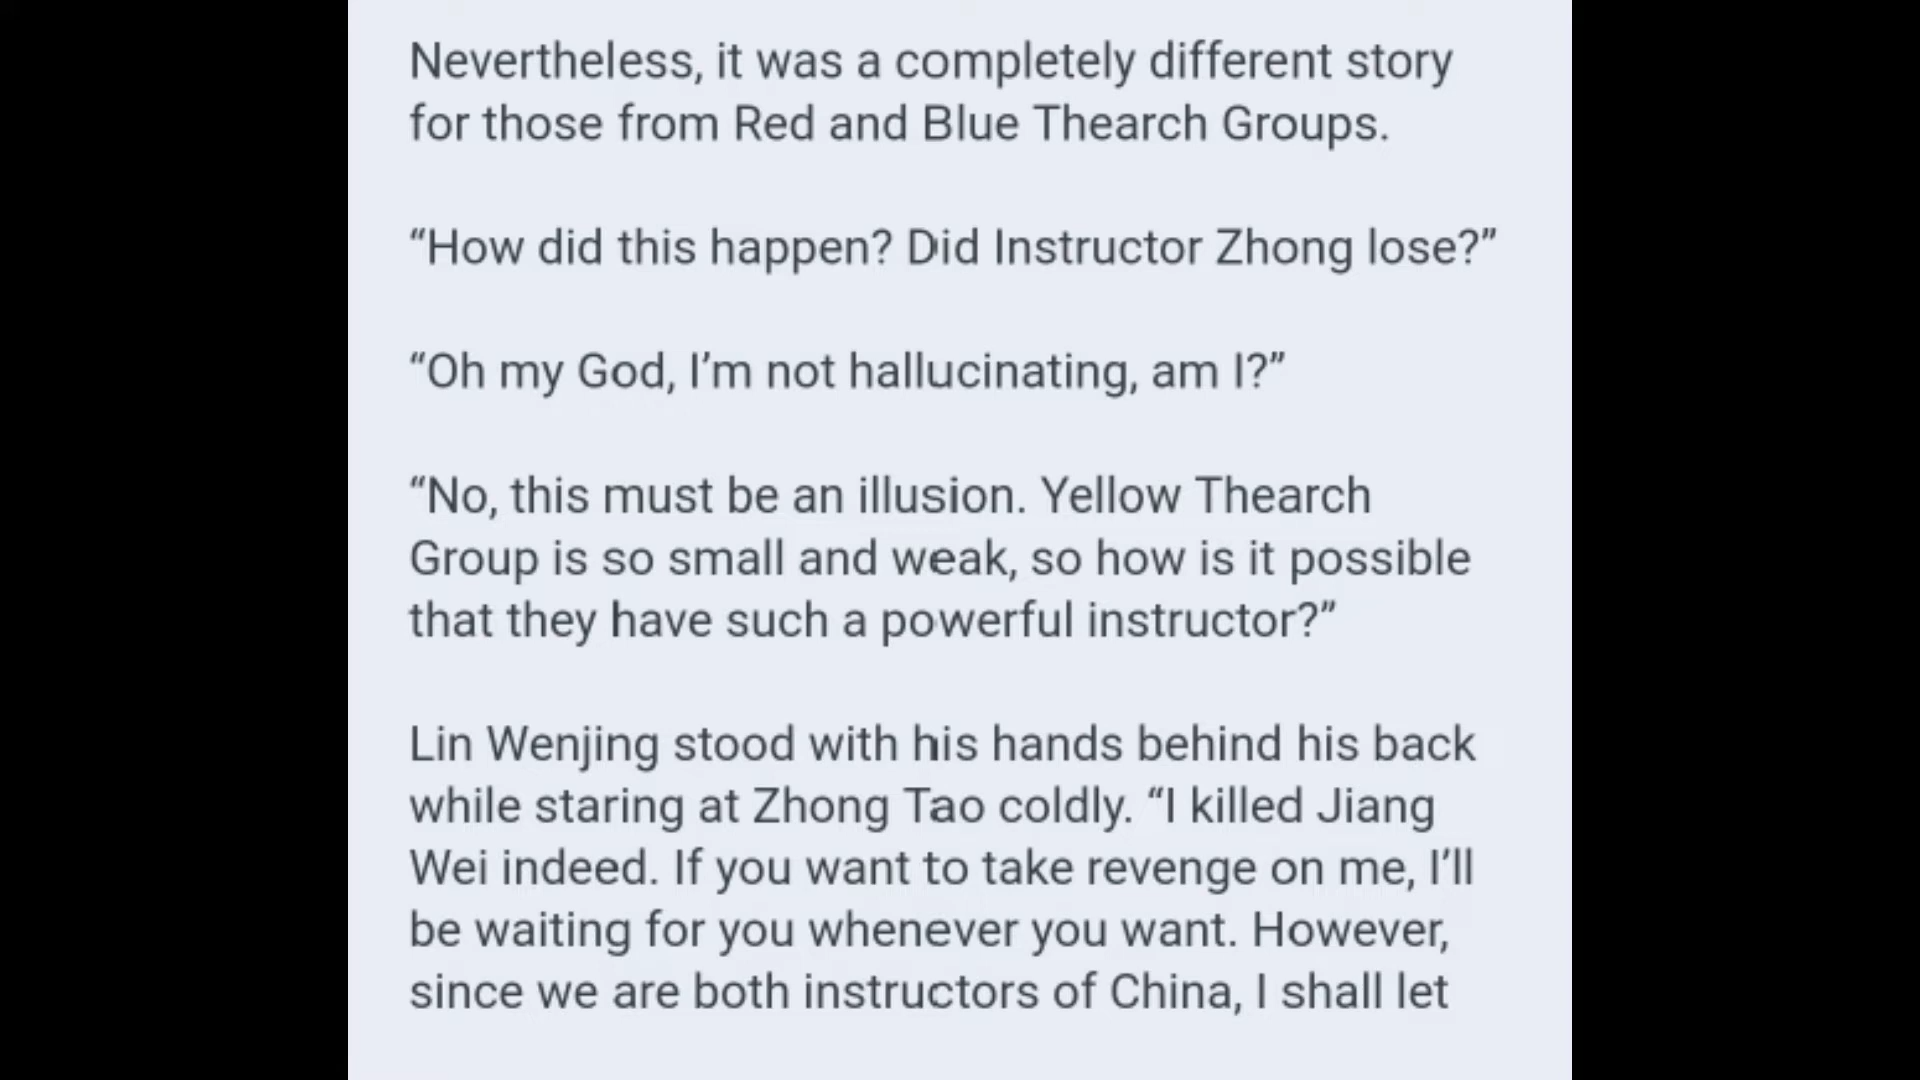 Nevertheless, it was a completely different story
for those from Red and Blue Thearch Groups.
“How did this happen? Did Instructor Zhong lose?”
“Oh my God, I’m not hallucinating, am I?”
“No, this must be an illusion. Yellow Thearch
Group is so small and weak, so how is it possible
that they have such a powerful instructor?”
Lin Wenjing stood with his hands behind his back
while staring at Zhong Tao coldly. “I killed Jiang
Wei indeed. If you want to take revenge on me, I’ll
be waiting for you whenever you want. However,
since we are both instructors of China, I shall let